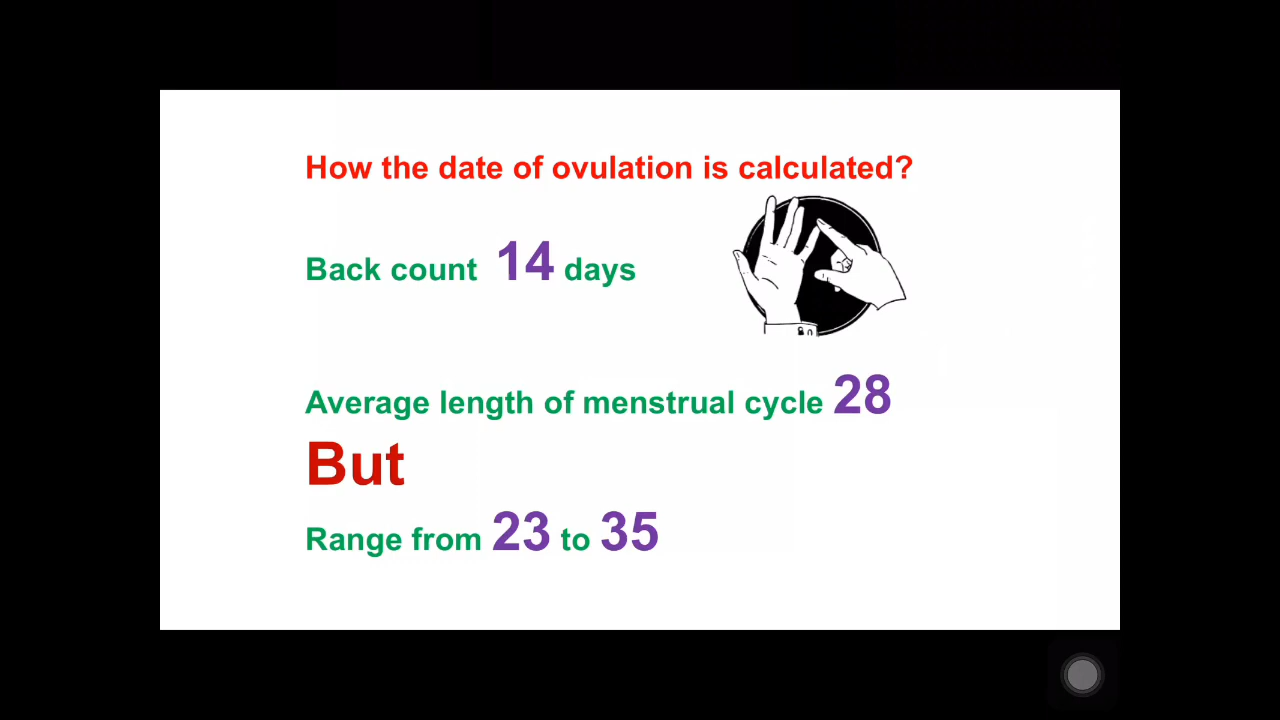 How the date of ovulation is calculated?
Back count 14 days
Average length of menstrual cycle 28
But
Range from 23 to 35